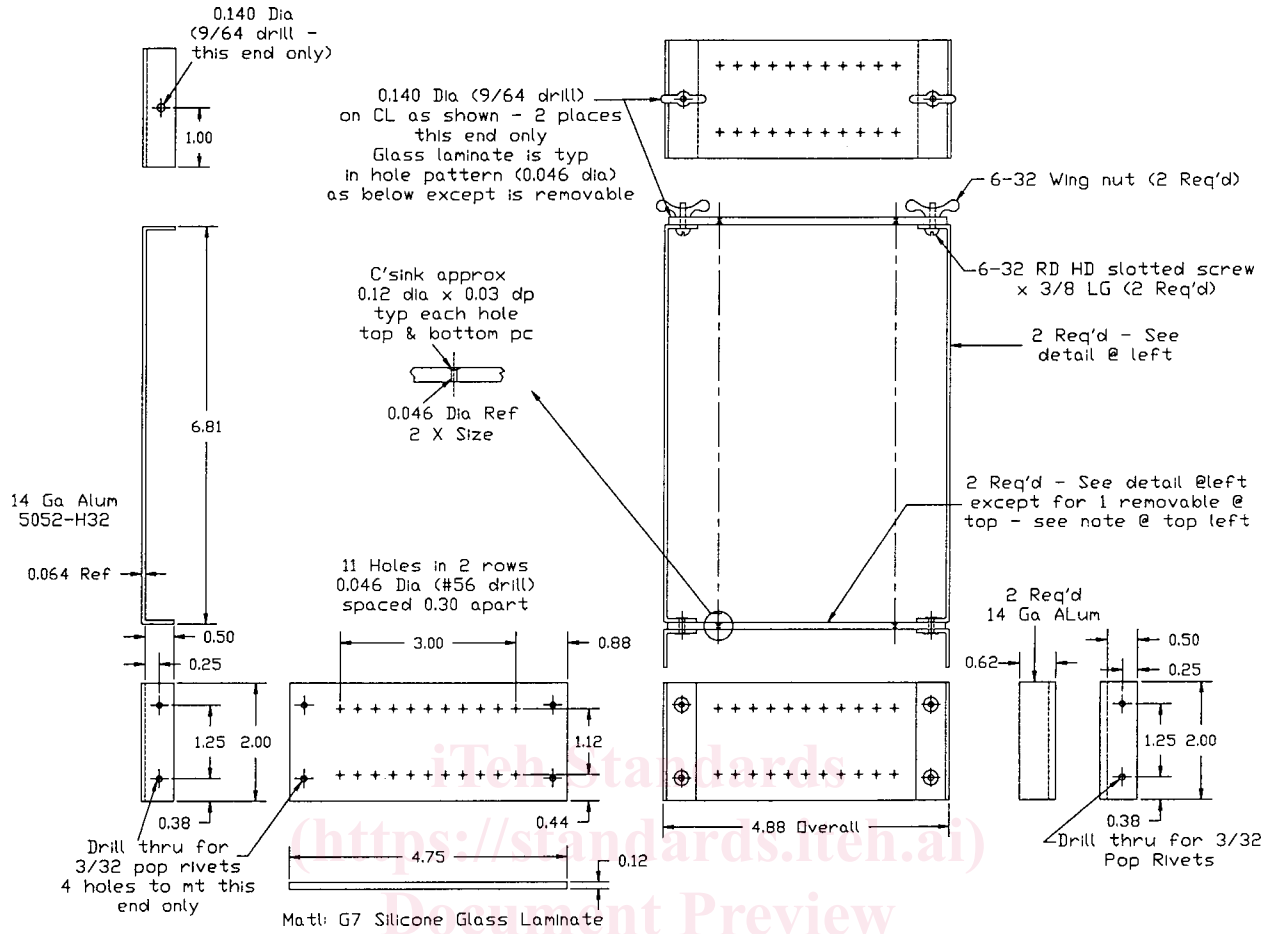 0.140 Dia
(9/64 drill -
this end only)
1.00
0.140 Dia (9/64 drill)
on CL as shown - 2 places
this end only
Glass laminate is typ
in hole pattern (0.046 dia)
as below except is removable
6-32 Wing nut (2 Req'd)
6-32 RD HD slotted screw
x 3/8 LG (2 Req'd)
C'sink approx
0.12 dia x 0.03 dp
typ each hole
top & bottom pc
0.046 Dia Ref
2 X Size
2 Req'd - See
detail @ left
6.81
14 Ga Alum
5052-H32
0.064 Ref
2 Req'd - See detail @left
except for 1 removable @
top - see note @ top left
11 Holes in 2 rows
0.046 Dia (#56 drill)
spaced 0.30 apart
2 Req'd
14 Ga ALum
0.50
0.25
3.00
0.88
0.62
0.50
0.25
1.25
2.00
1.12
1.25
2.00
0.38
0.44
4.88 Overall
0.38
Drill thru for
3/32 pop rivets
4 holes to mt this
end only
4.75
0.12
Matl: G7 Silicone Glass Laminate
Drill thru for 3/32
Pop Rivets
iTeh Standards
(https://standards.iteh.ai)
Document Preview